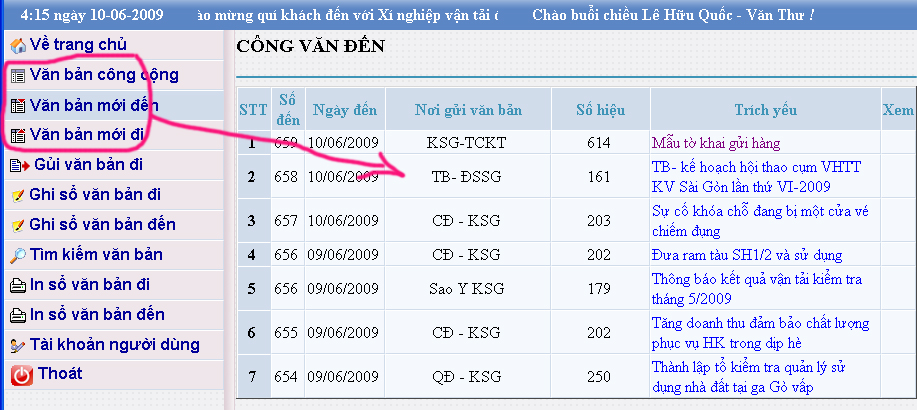 4:15 ngày 10-06-2009 ào mừng quí khách đến với Xí nghiệp vận tải đ Chào buổi chiều Lê Hữu Quốc - Văn Thư !
Về trang chủ
Văn bản công cộng
Văn bản mới đến
Văn bản mới đi
Gủi văn bản đi
Ghi sổ văn bản đi
Ghi sổ văn bản đến
Tìm kiếm văn bản
In sổ văn bản đi
In sổ văn bản đến
Tài khoản người dùng
Thoát
CÔNG VĂN ĐẾN
STT Số đến Ngày đến Nơi gửi văn bản Số hiệu Trích yếu Xem
1 659 10/06/2009 KSG-TCKT 614 Mẫu tờ khai gửi hàng
2 658 10/06/2009 TB- ĐSSG 161 TB- kế hoạch hội thao cụm VHTT
KV Sài Gòn lần thứ VI-2009
3 657 10/06/2009 CĐ - KSG 203 Sự cố khóa chỗ đang bị một cửa vé
chiếm đụng
4 656 09/06/2009 CĐ - KSG 202 Đưa ram tàu SH1/2 và sử dụng
5 656 09/06/2009 Sao Y KSG 179 Thông báo kết quả vận tải kiểm tra
tháng 5/2009
6 655 09/06/2009 CĐ - KSG 202 Tăng doanh thu đảm bảo chất lượng
phục vụ HK trong dịp hè
7 654 09/06/2009 QĐ - KSG 250 Thành lập tổ kiểm tra quản lý sử
dụng nhà đất tại ga Gò vấp